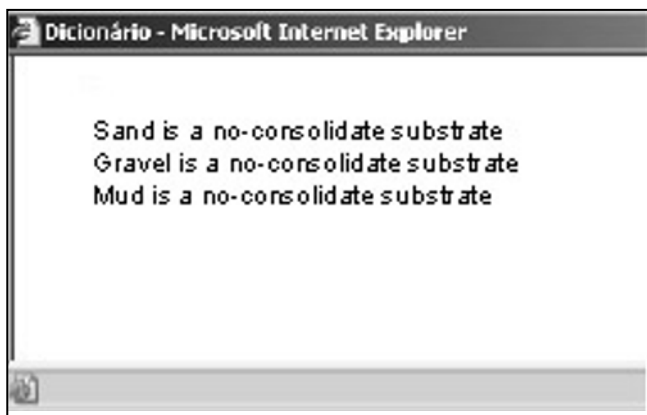 Dicionário - Microsoft Internet Explorer
Sand is a no-consolidate substrate
Gravel is a no-consolidate substrate
Mud is a no-consolidate substrate